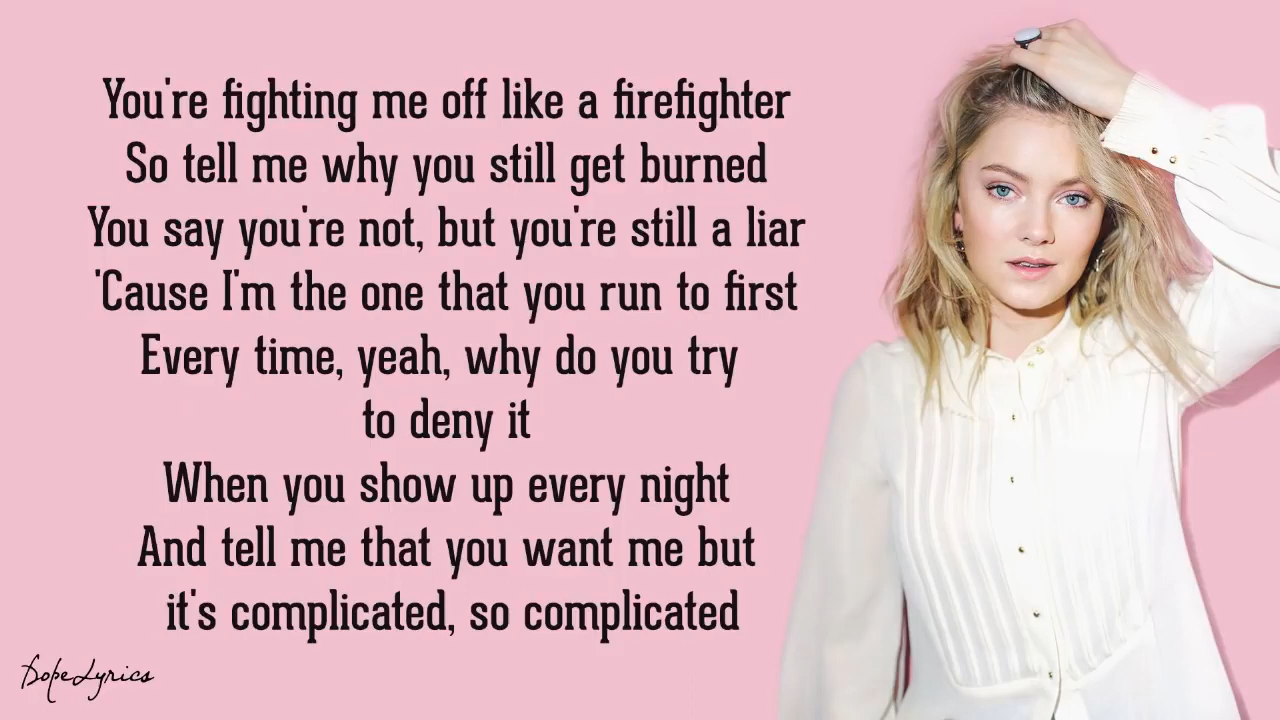 You're fighting me off like a firefighter
So tell me why you still get burned
You say you're not, but you're still a liar
'Cause I'm the one that you run to first
Every time, yeah, why do you try
to deny it
When you show up every night
And tell me that you want me but
it's complicated, so complicated
DopeLyrics